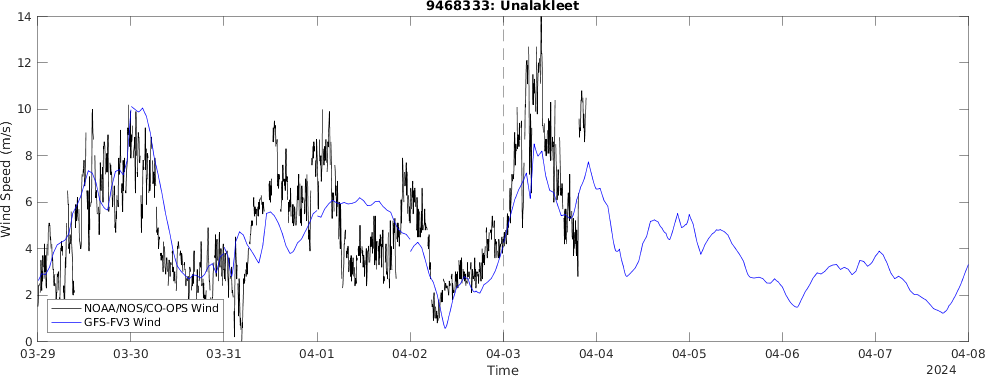 9468333: Unalakleet
14
12
10
8
6
4
2
0
Wind Speed (m/s)
NOAA/NOS/CO-OPS Wind
GFS-FV3 Wind
03-29 03-30 03-31 04-01 04-02 04-03 04-04 04-05 04-06 04-07 04-08
Time
2024